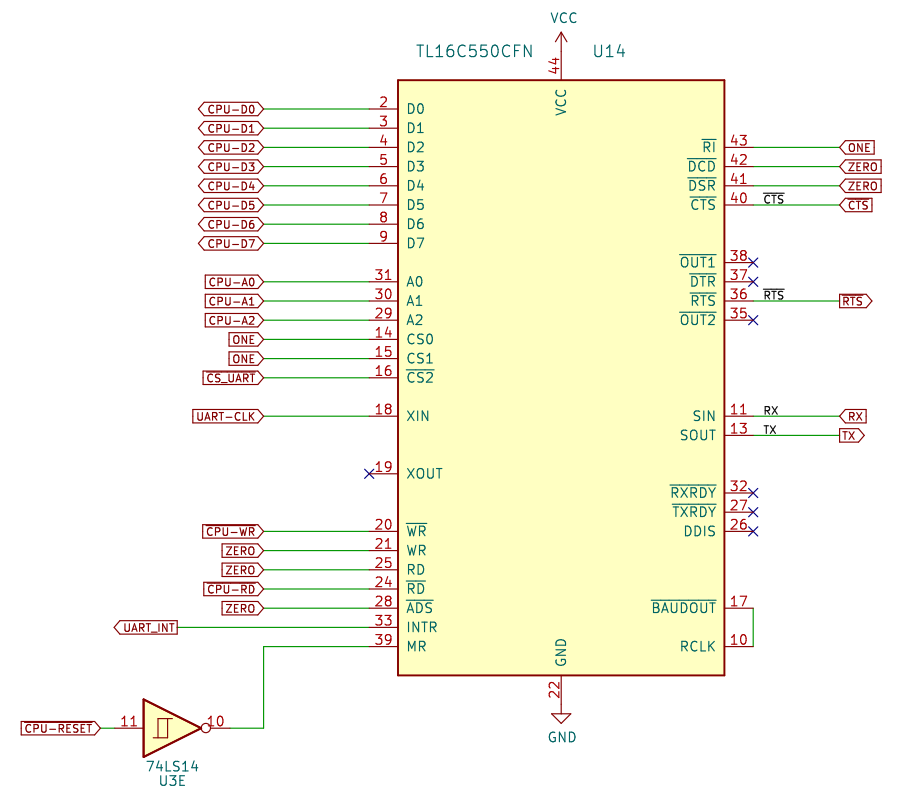 VCC
TL16C550CFN U14
44
VCC
CPU-D0 2 D0
CPU-D1 3 D1
CPU-D2 4 D2
RI 43 ONE
CPU-D3 5 D3
DCD 42 ZERO
CPU-D4 6 D4
DSR 41 ZERO
CPU-D5 7 D5
CTS 40 CTS CTS
CPU-D6 8 D6
CPU-D7 9 D7
OUT1 38
CPU-A0 31 A0
DTR 37
CPU-A1 30 A1
RTS 36 RTS RTS
CPU-A2 29 A2
OUT2 35
ONE 14 CS0
ONE 15 CS1
CS_UART 16 CS2
UART-CLK 18 XIN
SIN 11 RX RX
SOUT 13 TX TX
19 XOUT
RXRDY 32
TXRDY 27
CPU-WR 20 WR
DDIS 26
ZERO 21 WR
ZERO 25 RD
CPU-RD 24 RD
ZERO 28 ADS
BAUDOUT 17
UART_INT 33 INTR
39 MR
RCLK 10
GND
22
GND
CPU-RESET 11 10
74LS14
U3E